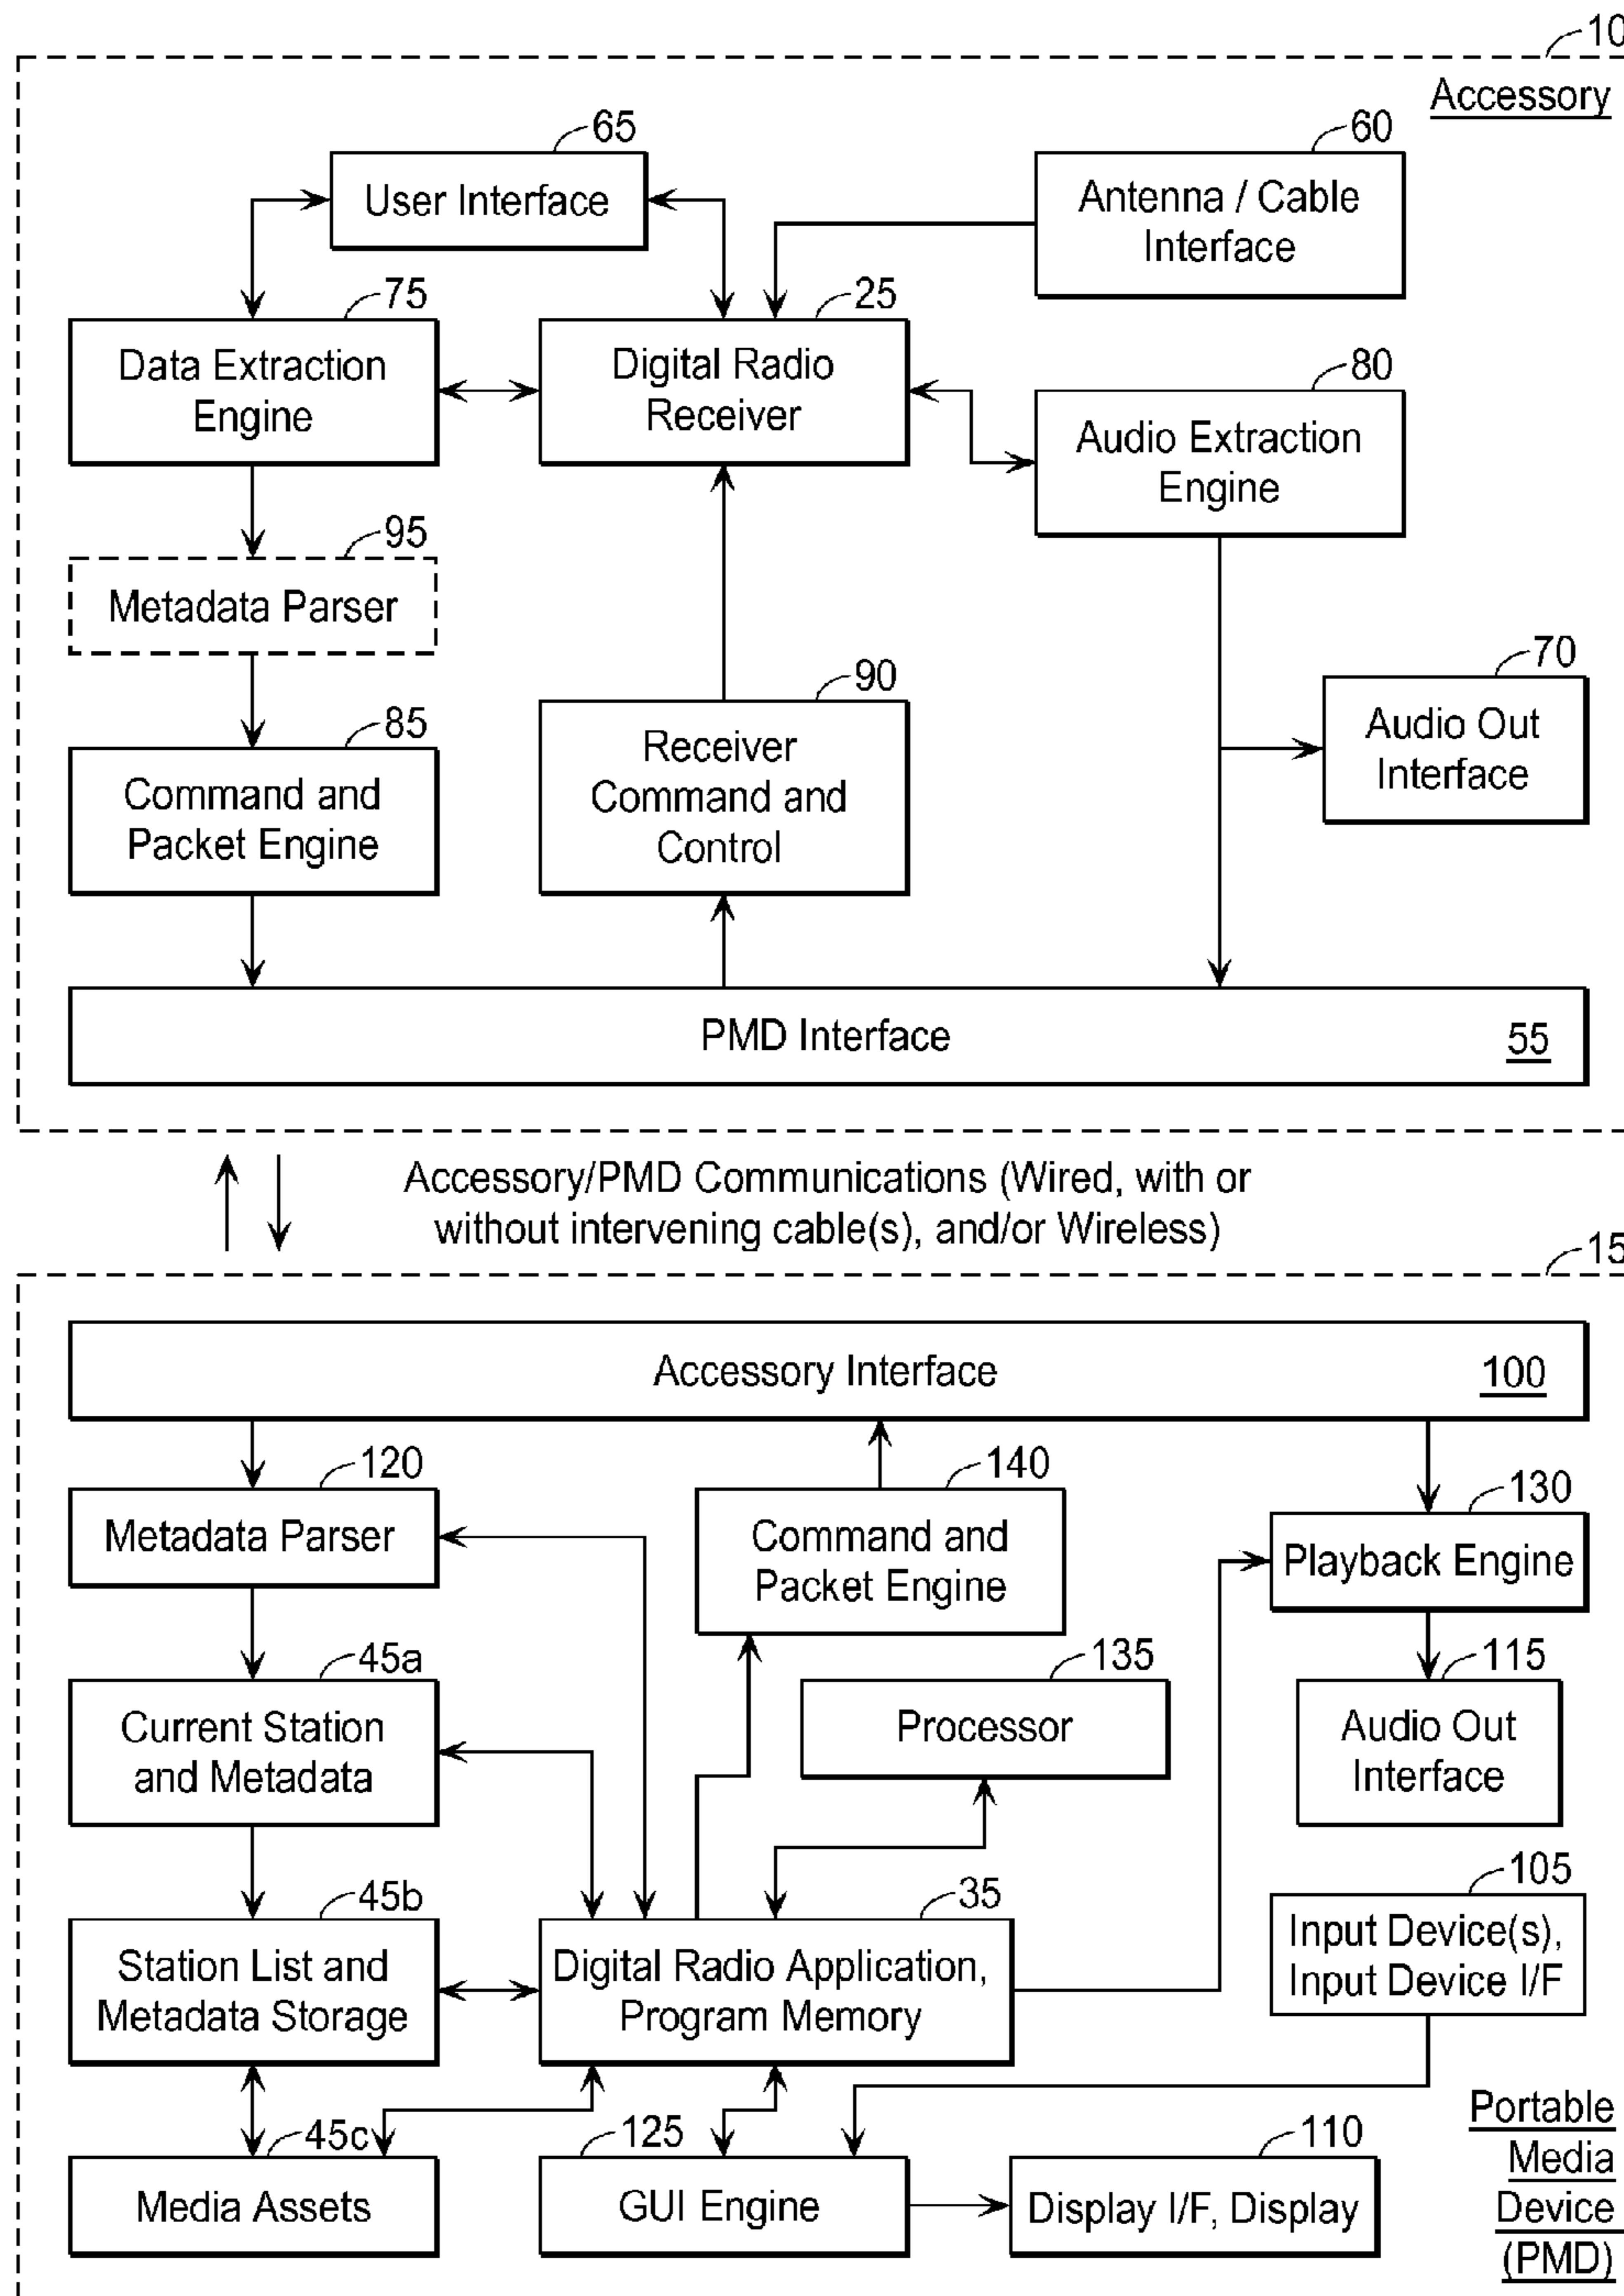 10
Accessory
65
User Interface
60
Antenna / Cable
Interface
75
Data Extraction
Engine
25
Digital Radio
Receiver
80
Audio Extraction
Engine
95
Metadata Parser
70
Audio Out
Interface
90
Receiver
Command and
Control
85
Command and
Packet Engine
PMD Interface
55
Accessory/PMD Communications (Wired, with or
without intervening cable(s), and/or Wireless)
15
Accessory Interface
100
120
Metadata Parser
140
Command and
Packet Engine
130
Playback Engine
45a
Current Station
and Metadata
135
Processor
115
Audio Out
Interface
45b
Station List and
Metadata Storage
35
Digital Radio Application,
Program Memory
105
Input Device(s),
Input Device I/F
45c
Media Assets
125
GUI Engine
110
Display I/F, Display
Portable
Media
Device
(PMD)